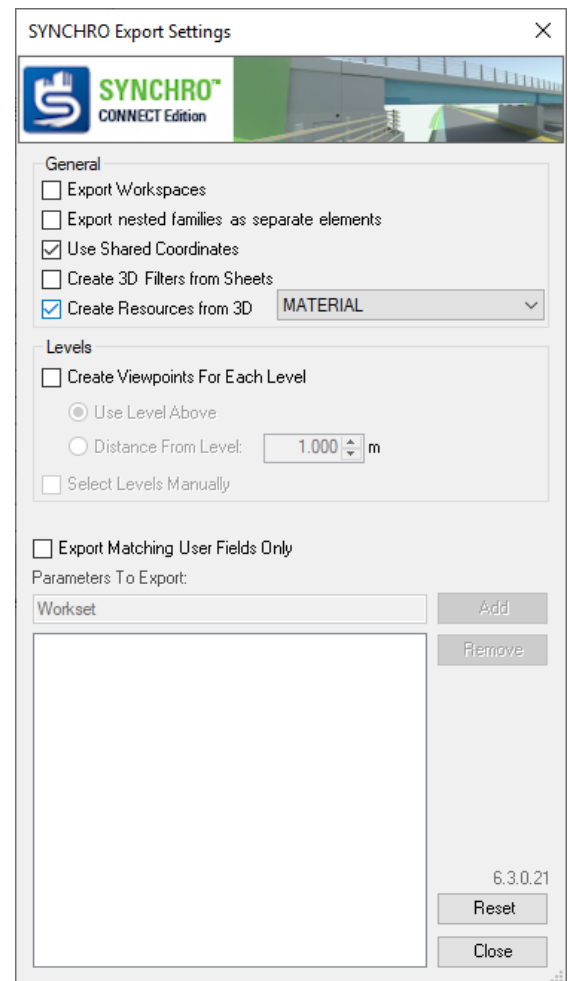 SYNCHRO Export Settings
SYNCHRO™
CONNECT Edition
General
Export Workspaces
Export nested families as separate elements
Use Shared Coordinates
Create 3D Filters from Sheets
Create Resources from 3D MATERIAL
Levels
Create Viewpoints For Each Level
Use Level Above
Distance From Level: 1.000 m
Select Levels Manually
Export Matching User Fields Only
Parameters To Export:
Workset Add
Remove
6.3.0.21
Reset
Close